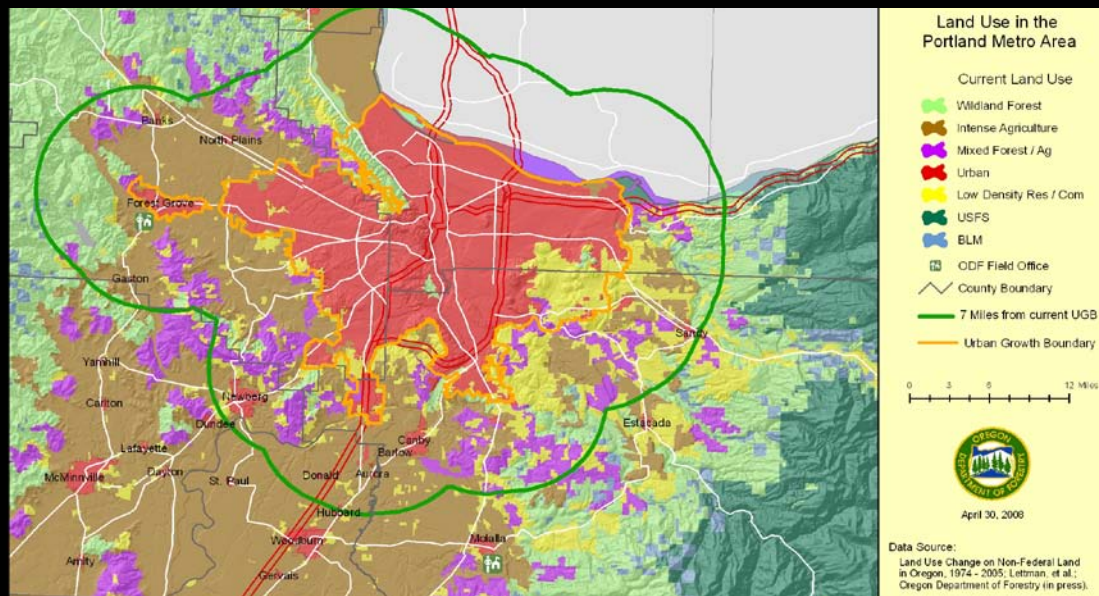 Land Use in the
Portland Metro Area
Current Land Use
Wildland Forest
Intense Agriculture
Mixed Forest / Ag
Urban
Low Density Res / Com
USFS
BLM
ODF Field Office
County Boundary
7 Miles from current UGB
Urban Growth Boundary
0 3 6 12 Miles
OREGON
DEPARTMENT OF FORESTRY
April 30, 2008
Data Source:
Land Use Change on Non-Federal Land
in Oregon, 1974 - 2005; Lettman, et al.;
Oregon Department of Forestry (in press).
Banks
North Plains
Forest Grove
Gaston
Sandy
Yamhill
Carlton
Newberg
Dundee
Estacada
Canby
Lafayette
Barlow
Dayton
McMinnville
Donald
Aurora
St. Paul
Hubbard
Woodburn
Molalla
Amity
Gervais